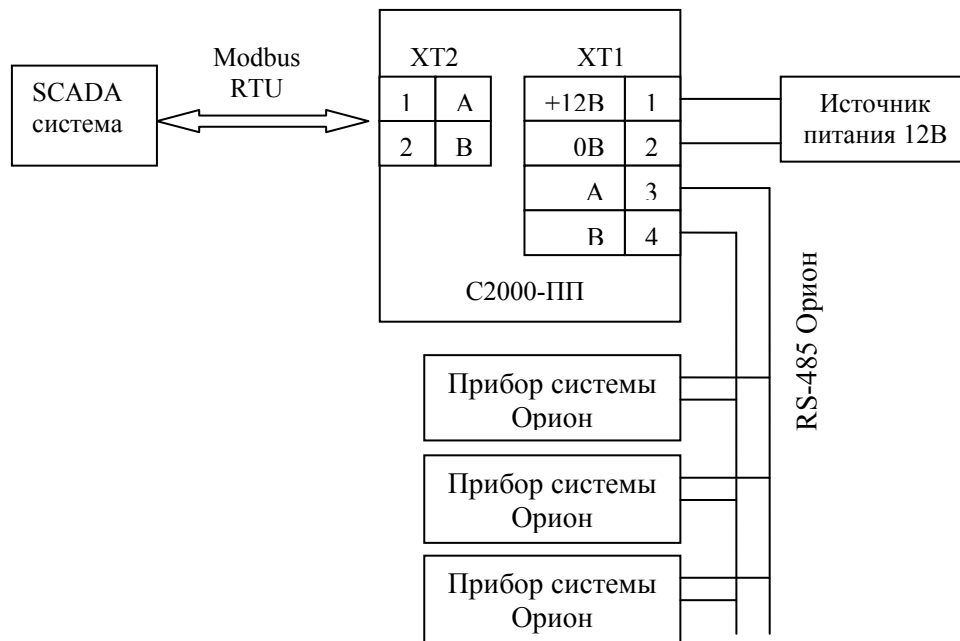 SCADA
система
Modbus
RTU
XT2
1 A
2 B
XT1
+12В 1
0В 2
A 3
B 4
С2000-ПП
Источник
питания 12В
RS-485 Орион
Прибор системы
Орион
Прибор системы
Орион
Прибор системы
Орион